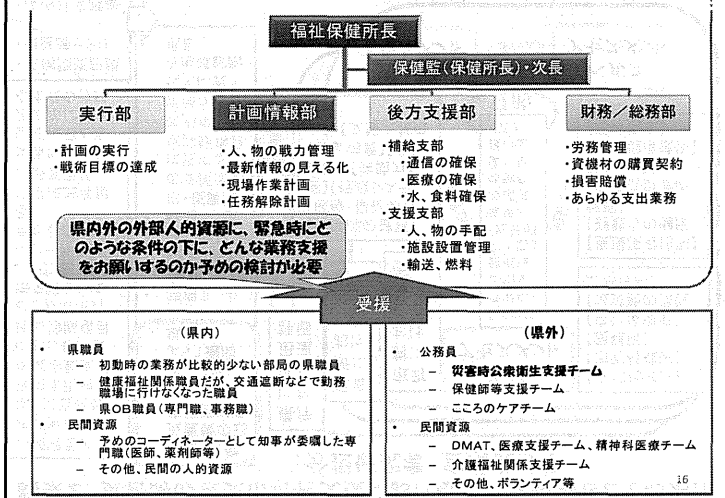 福祉保健所長
保健監(保健所長)・次長
実行部
・計画の実行
・戦術目標の達成
計画情報部
・人、物の戦力管理
・最新情報の見える化
・現場作業計画
・任務解除計画
後方支援部
・補給支部
・通信の確保
・医療の確保
・水、食料確保
・支援支部
・人、物の手配
・施設設置管理
・輸送、燃料
財務／総務部
・労務管理
・資機材の購買契約
・損害賠償
・あらゆる支出業務
県内外の外部人的資源に、緊急時にど
のような条件の下に、どんな業務支援
をお願いするのか予めの検討が必要
受援
(県内)
・ 県職員
– 初動時の業務が比較的少ない部局の県職員
– 健康福祉関係職員だが、交通遮断などで勤務
職場に行けなくなった職員
– 県OB職員(専門職、事務職)
・ 民間資源
– 予めのコーディネーターとして知事が委嘱した専
門職(医師、薬剤師等)
– その他、民間の人的資源
(県外)
・ 公務員
– 災害時公衆衛生支援チーム
– 保健師等支援チーム
– こころのケアチーム
・ 民間資源
– DMAT、医療支援チーム、精神科医療チーム
– 介護福祉関係支援チーム
– その他、ボランティア等
16